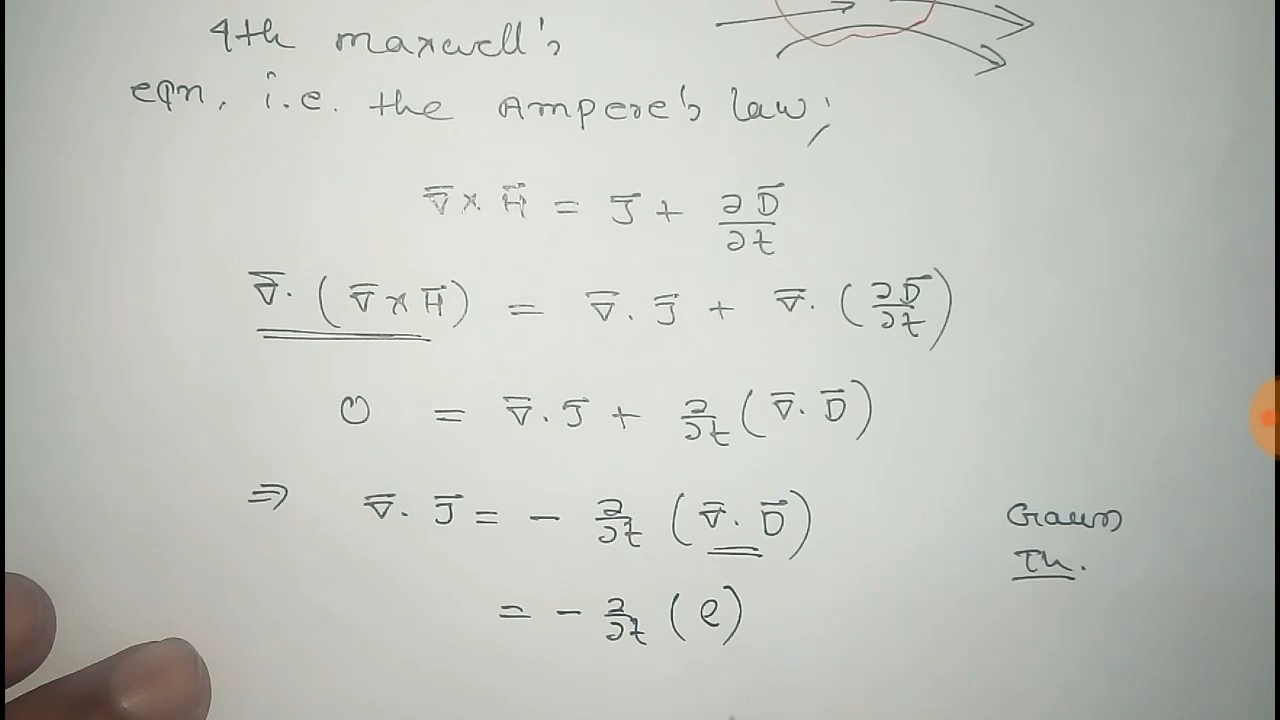 4th maxwell's
eqn, i.e. the Ampere's law;
∇̄ × H̄ = J̄ + ∂D̄/∂t
∇̄. (∇̄ × H̄) = ∇̄. J̄ + ∇̄. (∂D̄/∂t)
0 = ∇̄. J̄ + ∂/∂t (∇̄. D̄)
⇒ ∇̄. J̄ = - ∂/∂t (∇̄. D̄)
Gauss
Th.
= - ∂/∂t (ρ)